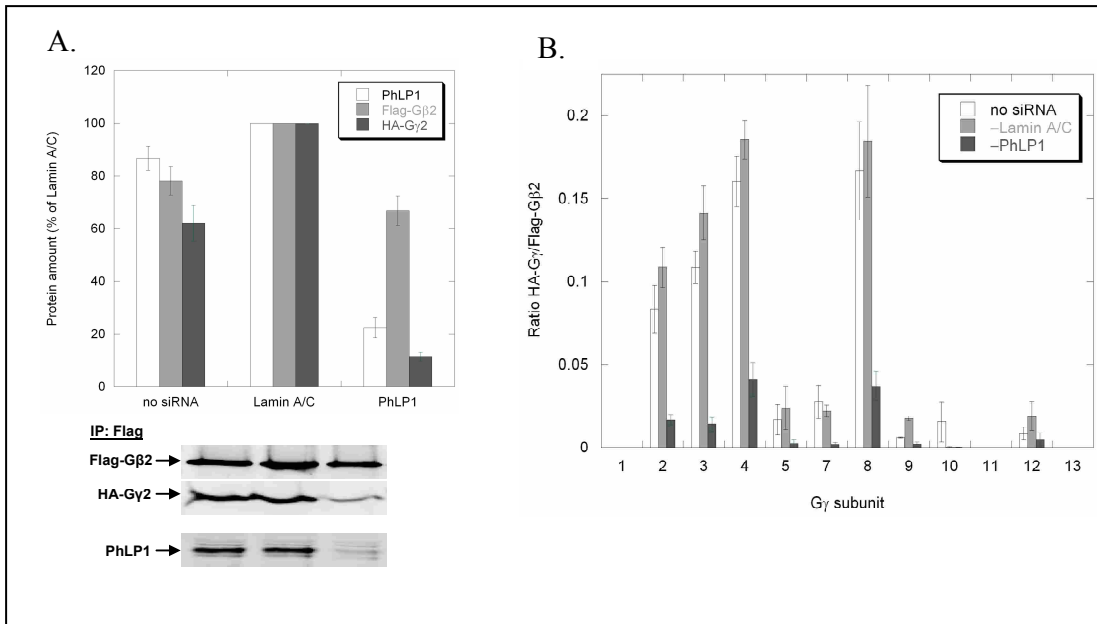 A.
120
100
80
60
40
20
0
Protein amount (% of Lamin A/C)
PhLP1
Flag-Gβ2
HA-Gγ2
no siRNA Lamin A/C PhLP1
IP: Flag
Flag-Gβ2
HA-Gγ2
PhLP1
B.
0.2
0.15
0.1
0.05
0
Ratio HA-Gγ/Flag-Gβ2
no siRNA
–Lamin A/C
–PhLP1
1 2 3 4 5 7 8 9 10 11 12 13
Gγ subunit